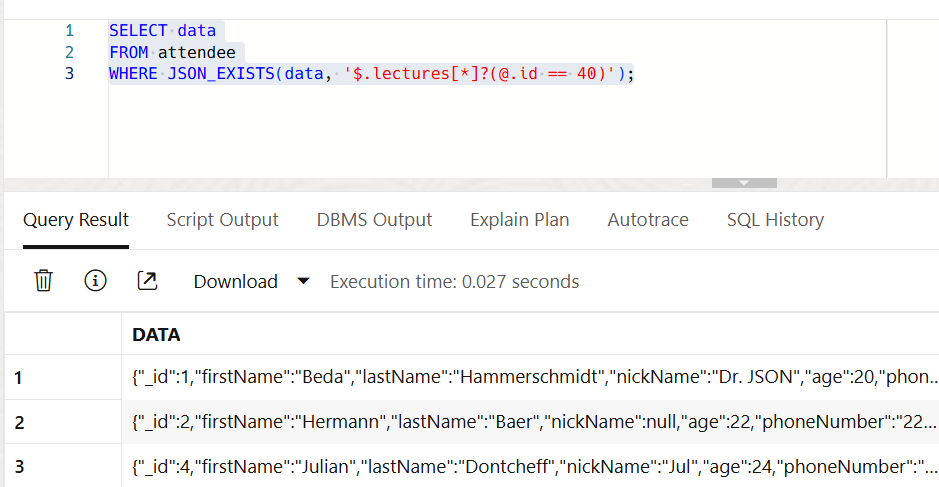 1 SELECT data
2 FROM attendee
3 WHERE JSON_EXISTS(data, '$.lectures[*]?(@.id == 40)');
Query Result Script Output DBMS Output Explain Plan Autotrace SQL History
Download Execution time: 0.027 seconds
DATA
1 {"_id":1,"firstName":"Beda","lastName":"Hammerschmidt","nickName":"Dr. JSON","age":20,"phon...
2 {"_id":2,"firstName":"Hermann","lastName":"Baer","nickName":null,"age":22,"phoneNumber":"22...
3 {"_id":4,"firstName":"Julian","lastName":"Dontcheff","nickName":"Jul","age":24,"phoneNumber":"...